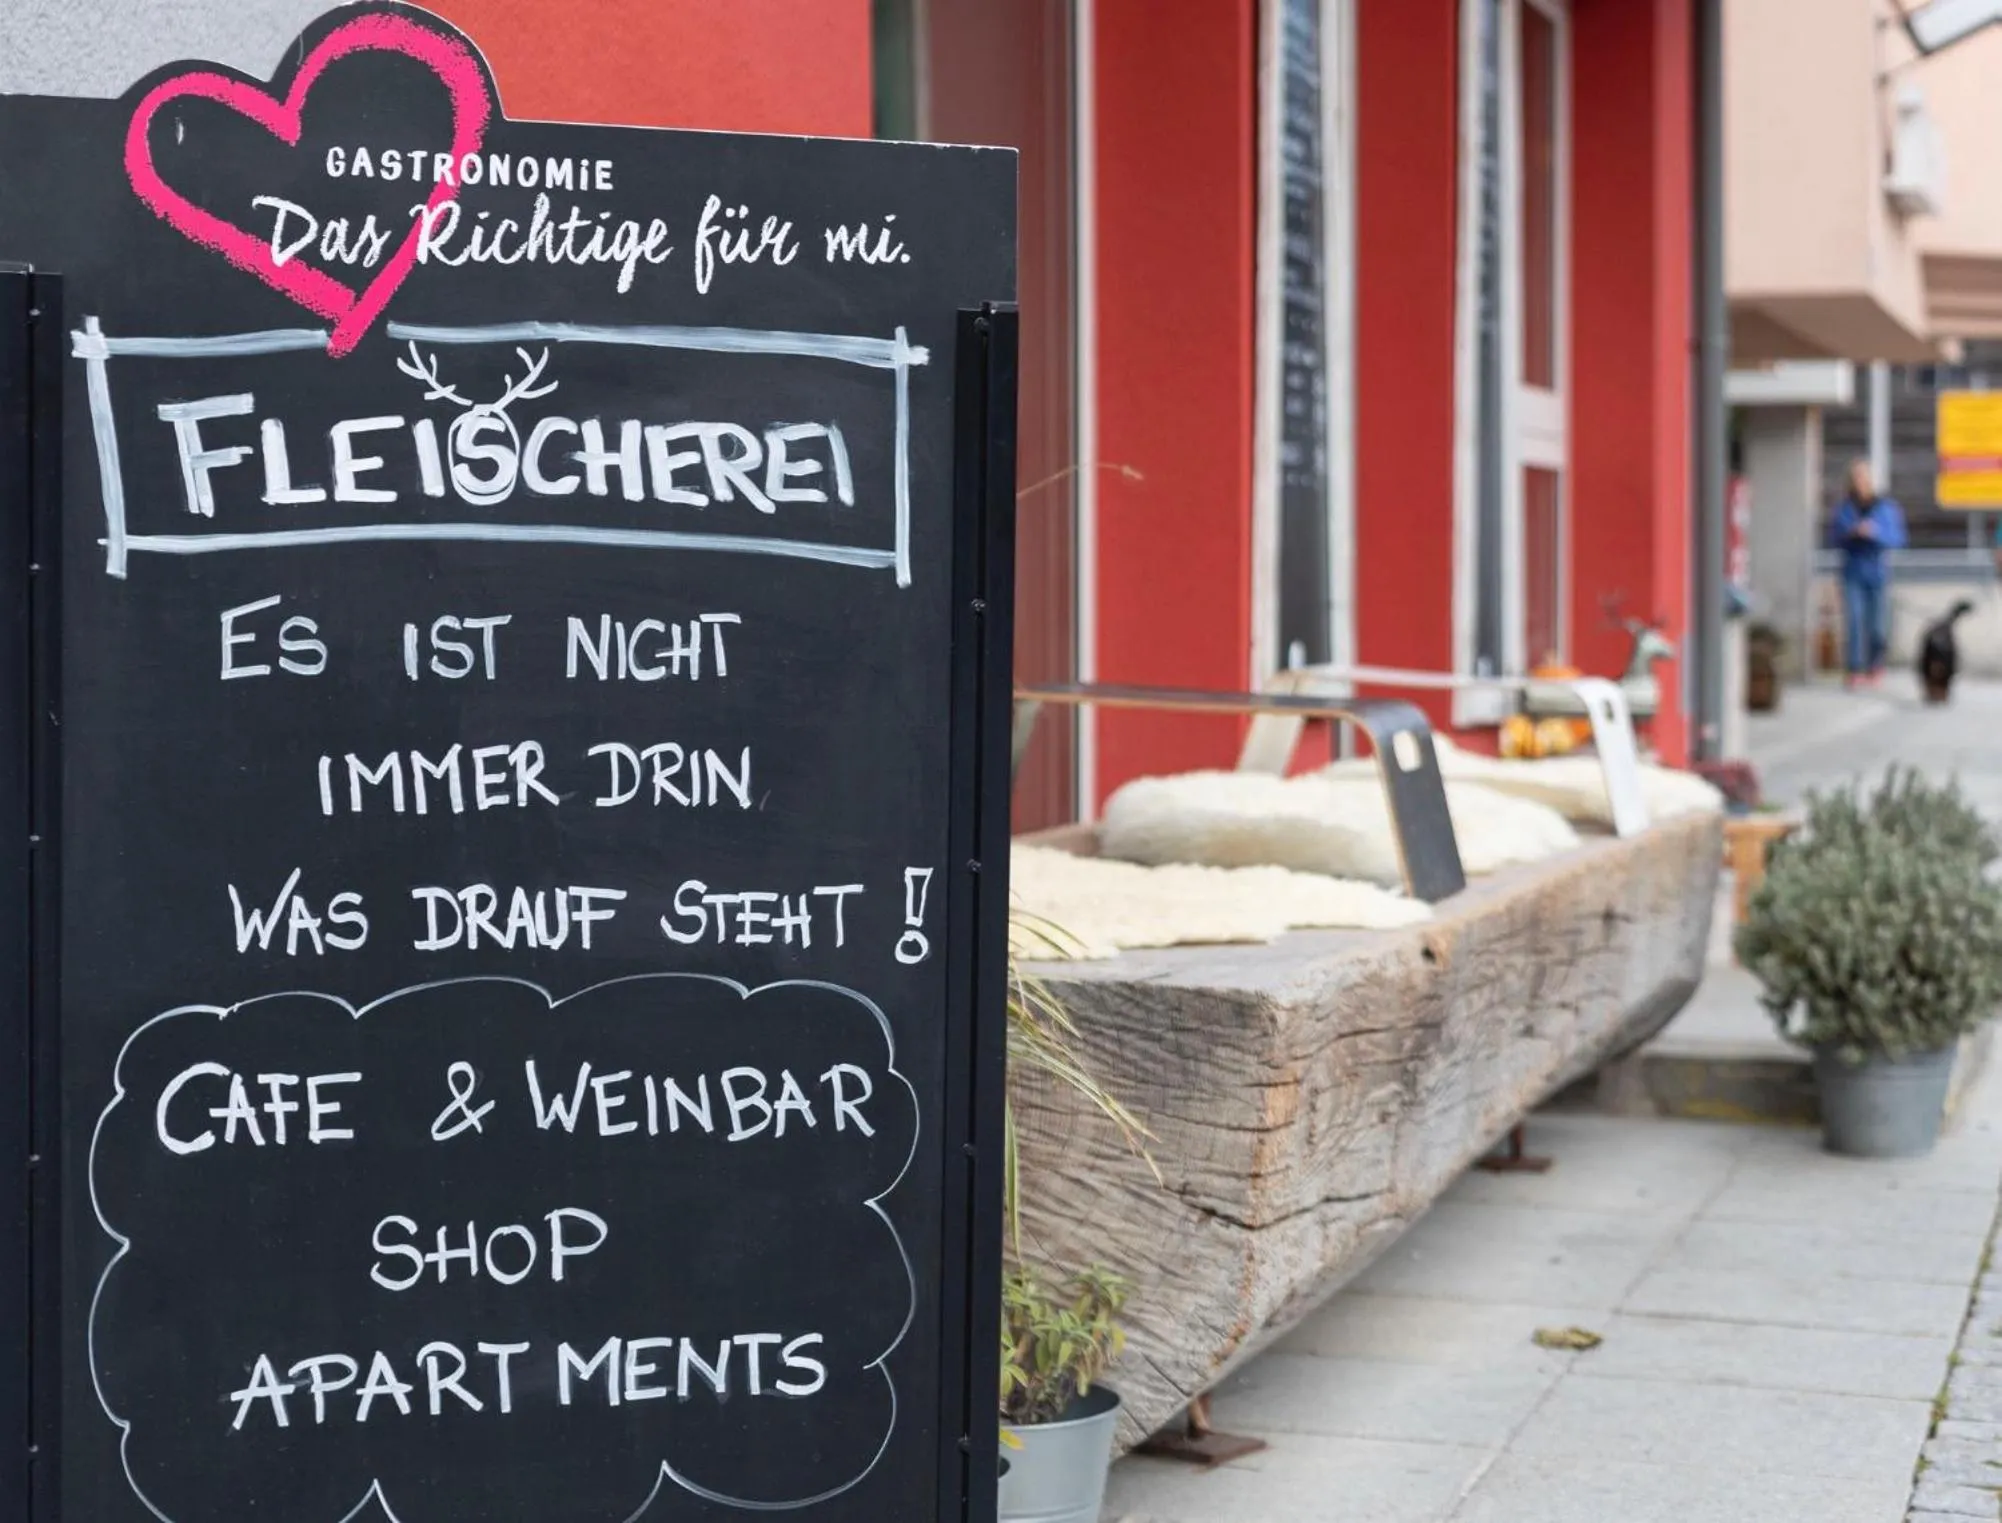 GASTRONOMiE
Das Richtige für mi.
FLEISCHEREI
ES IST NICHT
IMMER DRIN
WAS DRAUF STEHT !
CAFE & WEINBAR
SHOP
APARTMENTS